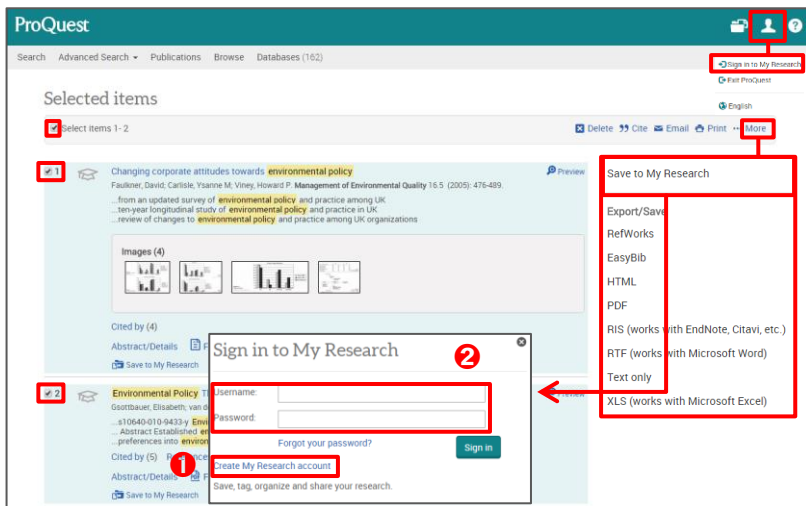 ProQuest
Search Advanced Search Publications Browse Databases (162)
Sign in to My Research
Exit ProQuest
English
Selected items
Select items 1- 2
Delete Cite Email Print ... More
1 Changing corporate attitudes towards environmental policy
Preview
Faulkner, David; Carlisle, Ysanne M; Viney, Howard P. Management of Environmental Quality 16.5 (2005): 476-489.
...from an updated survey of environmental policy and practice among UK
...ten-year longitudinal study of environmental policy and practice in UK
...review of changes to environmental policy and practice among UK organizations
Images (4)
Cited by (4)
Abstract/Details F
Save to My Research
2 Environmental Policy
Gsottbauer, Elisabeth; van
...s10640-010-9433-y
... Abstract Established
...preferences into
Cited by (5)
Abstract/Details F
Save to My Research
Sign in to My Research
2
Username:
Password:
Forgot your password?
Sign in
1
Create My Research account
Save, tag, organize and share your research.
Save to My Research
Export/Save
RefWorks
EasyBib
HTML
PDF
RIS (works with EndNote, Citavi, etc.)
RTF (works with Microsoft Word)
Text only
XLS (works with Microsoft Excel)